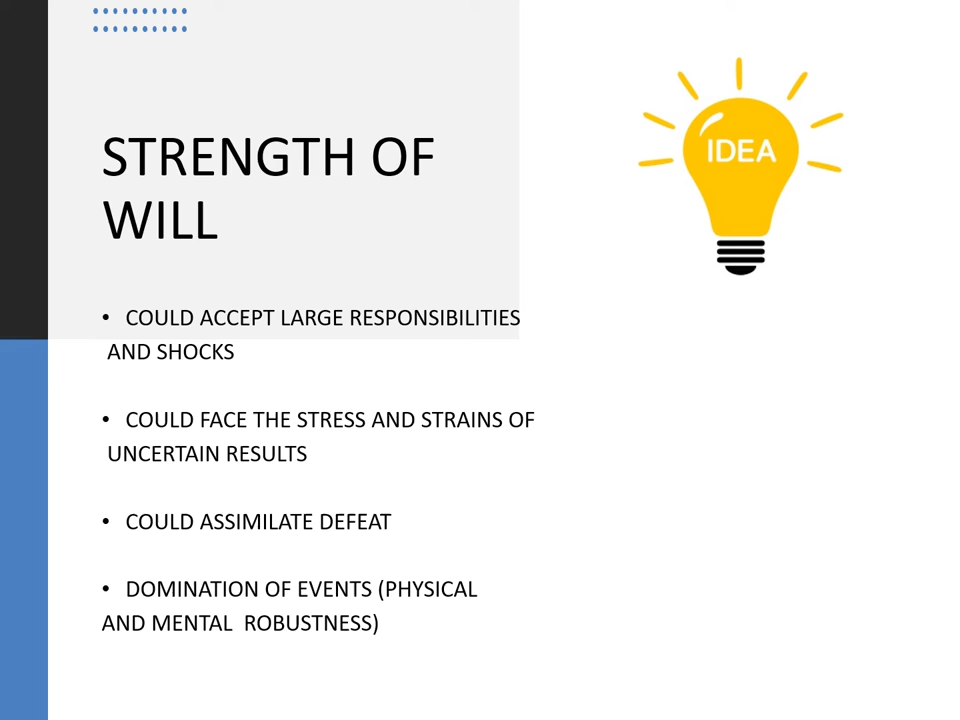 IDEA
STRENGTH OF
WILL
• COULD ACCEPT LARGE RESPONSIBILITIES
AND SHOCKS
• COULD FACE THE STRESS AND STRAINS OF
UNCERTAIN RESULTS
• COULD ASSIMILATE DEFEAT
• DOMINATION OF EVENTS (PHYSICAL
AND MENTAL ROBUSTNESS)